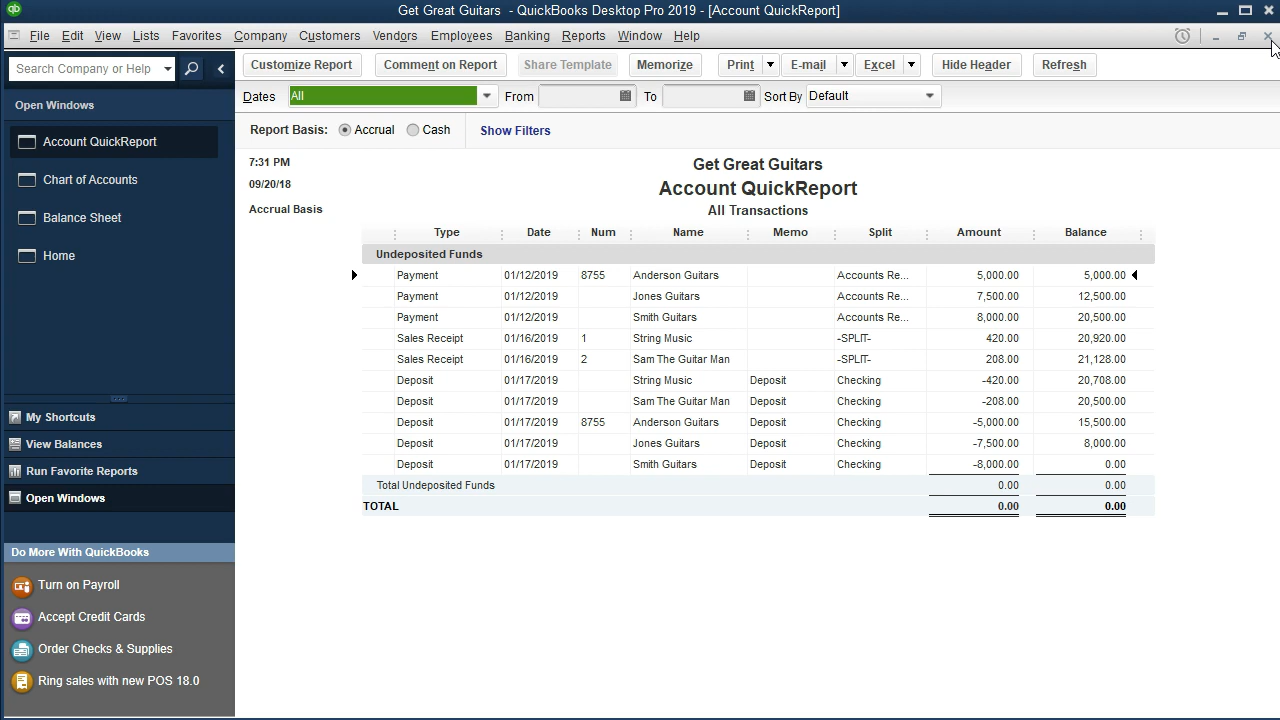 qb Get Great Guitars - QuickBooks Desktop Pro 2019 - [Account QuickReport]
File Edit View Lists Favorites Company Customers Vendors Employees Banking Reports Window Help
Search Company or Help
Customize Report Comment on Report Share Template Memorize Print E-mail Excel Hide Header Refresh
Dates All From To Sort By Default
Report Basis: Accrual Cash Show Filters
Open Windows
Account QuickReport
Chart of Accounts
Balance Sheet
Home
My Shortcuts
View Balances
Run Favorite Reports
Open Windows
Do More With QuickBooks
Turn on Payroll
Accept Credit Cards
Order Checks & Supplies
Ring sales with new POS 18.0
7:31 PM
09/20/18
Accrual Basis
Get Great Guitars
Account QuickReport
All Transactions
Type Date Num Name Memo Split Amount Balance
Undeposited Funds
Payment 01/12/2019 8755 Anderson Guitars Accounts Re... 5,000.00 5,000.00
Payment 01/12/2019 Jones Guitars Accounts Re... 7,500.00 12,500.00
Payment 01/12/2019 Smith Guitars Accounts Re... 8,000.00 20,500.00
Sales Receipt 01/16/2019 1 String Music -SPLIT- 420.00 20,920.00
Sales Receipt 01/16/2019 2 Sam The Guitar Man -SPLIT- 208.00 21,128.00
Deposit 01/17/2019 String Music Deposit Checking -420.00 20,708.00
Deposit 01/17/2019 Sam The Guitar Man Deposit Checking -208.00 20,500.00
Deposit 01/17/2019 8755 Anderson Guitars Deposit Checking -5,000.00 15,500.00
Deposit 01/17/2019 Jones Guitars Deposit Checking -7,500.00 8,000.00
Deposit 01/17/2019 Smith Guitars Deposit Checking -8,000.00 0.00
Total Undeposited Funds 0.00 0.00
TOTAL 0.00 0.00